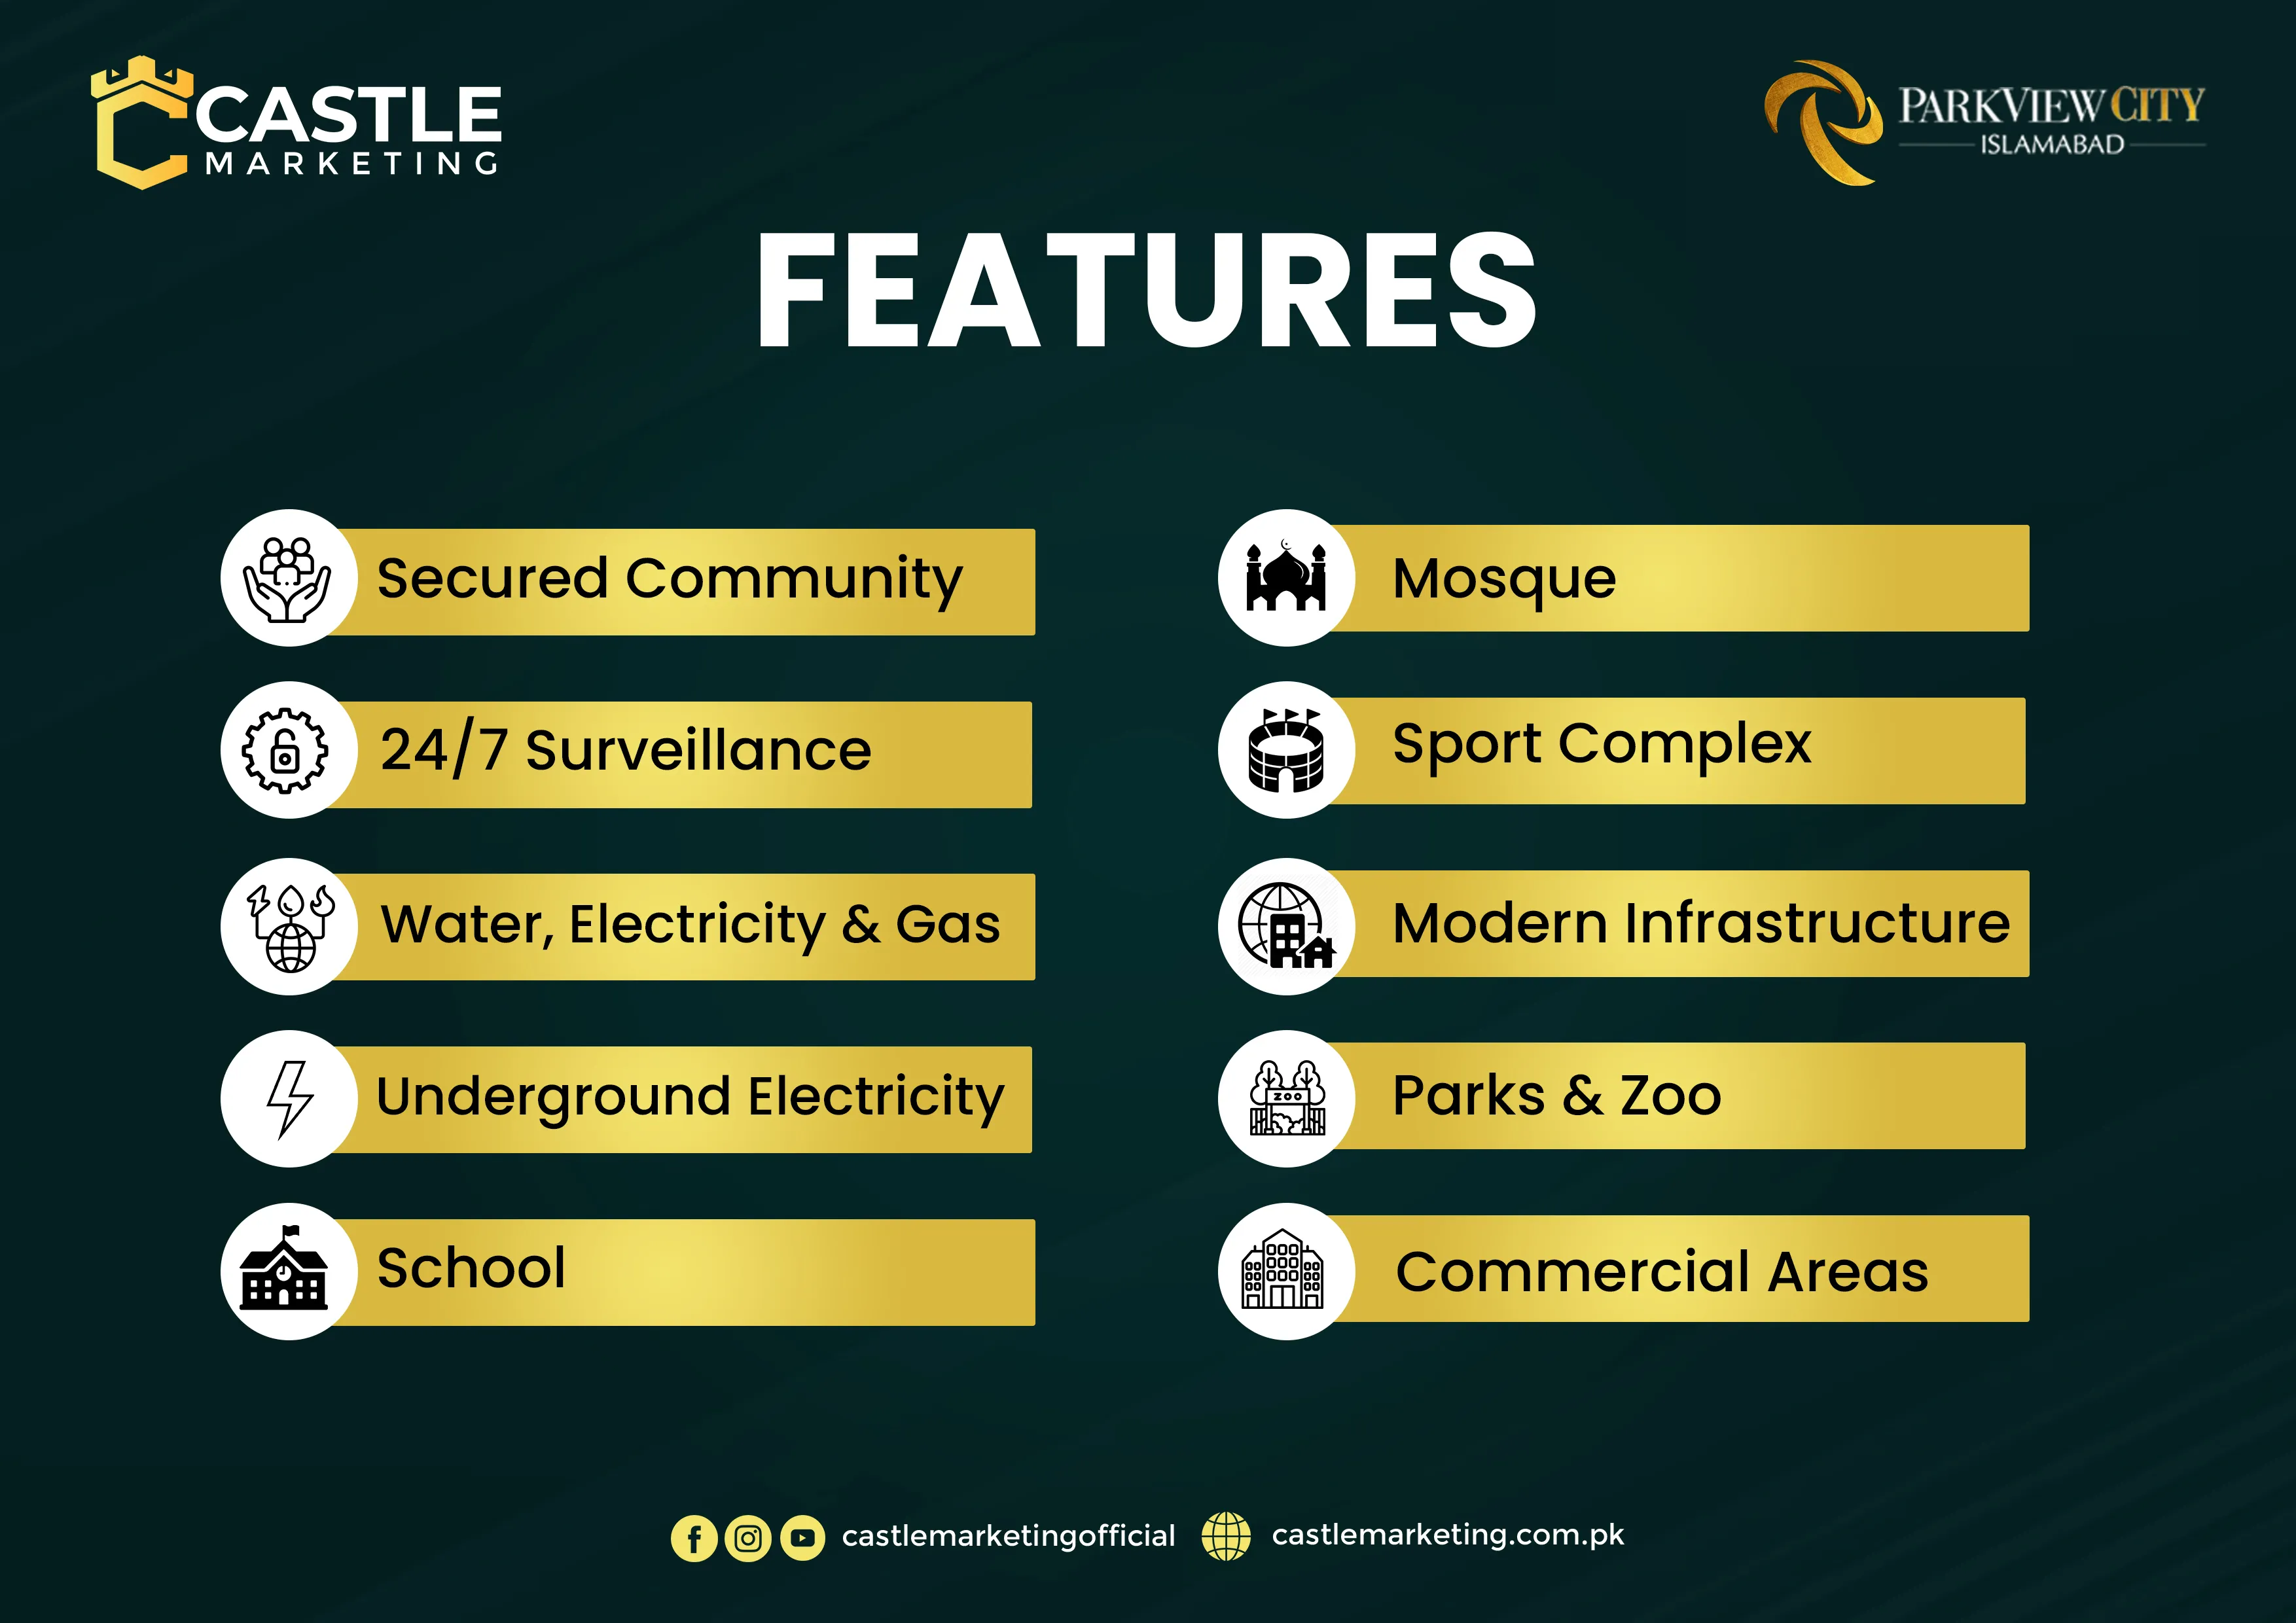 CASTLE
MARKETING
PARKVIEW CITY
ISLAMABAD
FEATURES
Secured Community
24/7 Surveillance
Water, Electricity & Gas
Underground Electricity
School
Mosque
Sport Complex
Modern Infrastructure
ZOO
Parks & Zoo
Commercial Areas
castlemarketingofficial
castlemarketing.com.pk